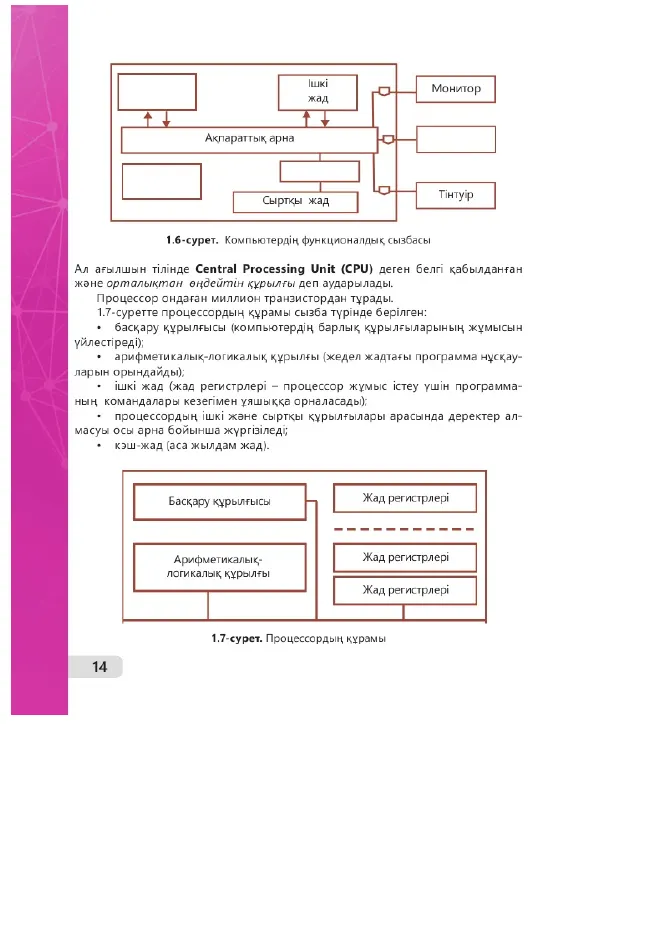 Ішкі
жад
Монитор
Ақпараттық арна
Сыртқы жад
Тінтуір
1.6-сурет. Компьютердің функционалдық сызбасы
Ал ағылшын тілінде Central Processing Unit (CPU) деген белгі қабылданған
және орталықтан өңдейтін құрылғы деп аударылады.
Процессор ондаған миллион транзистордан тұрады.
1.7-суретте процессордың құрамы сызба түрінде берілген:
• басқару құрылғысы (компьютердің барлық құрылғыларының жұмысын
үйлестіреді);
• арифметикалық-логикалық құрылғы (жедел жадтағы программа нұсқау-
ларын орындайды);
• ішкі жад (жад регистрлері – процессор жұмыс істеу үшін программа-
ның командалары кезегімен ұяшыққа орналасады);
• процессордың ішкі және сыртқы құрылғылары арасында деректер ал-
масуы осы арна бойынша жүргізіледі;
• кэш-жад (аса жылдам жад).
Басқару құрылғысы
Жад регистрлері
Арифметикалық-
логикалық құрылғы
Жад регистрлері
Жад регистрлері
1.7-сурет. Процессордың құрамы
14